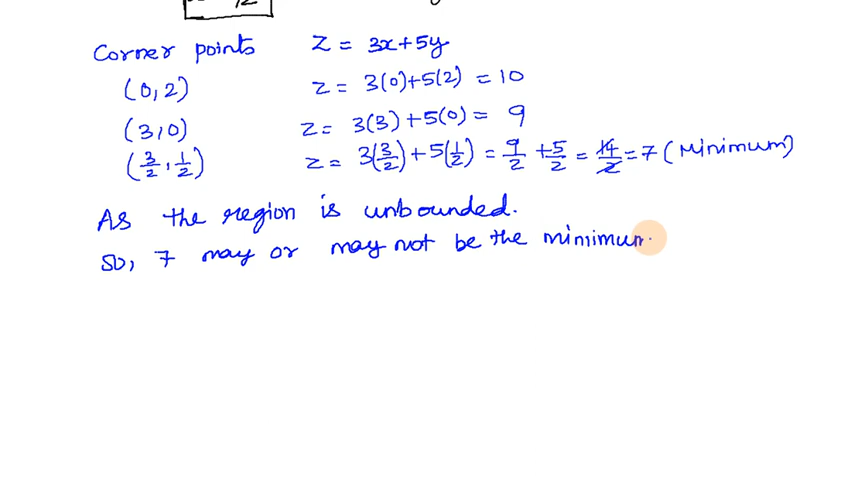 Corner points Z = 3x+5y
(0,2) Z = 3(0)+5(2) = 10
(3,0) Z = 3(3)+5(0) = 9
(3/2, 1/2) Z = 3(3/2)+5(1/2) = 9/2 + 5/2 = 14/2 = 7 (Minimum)
As the region is unbounded.
so, 7 may or may not be the minimum.